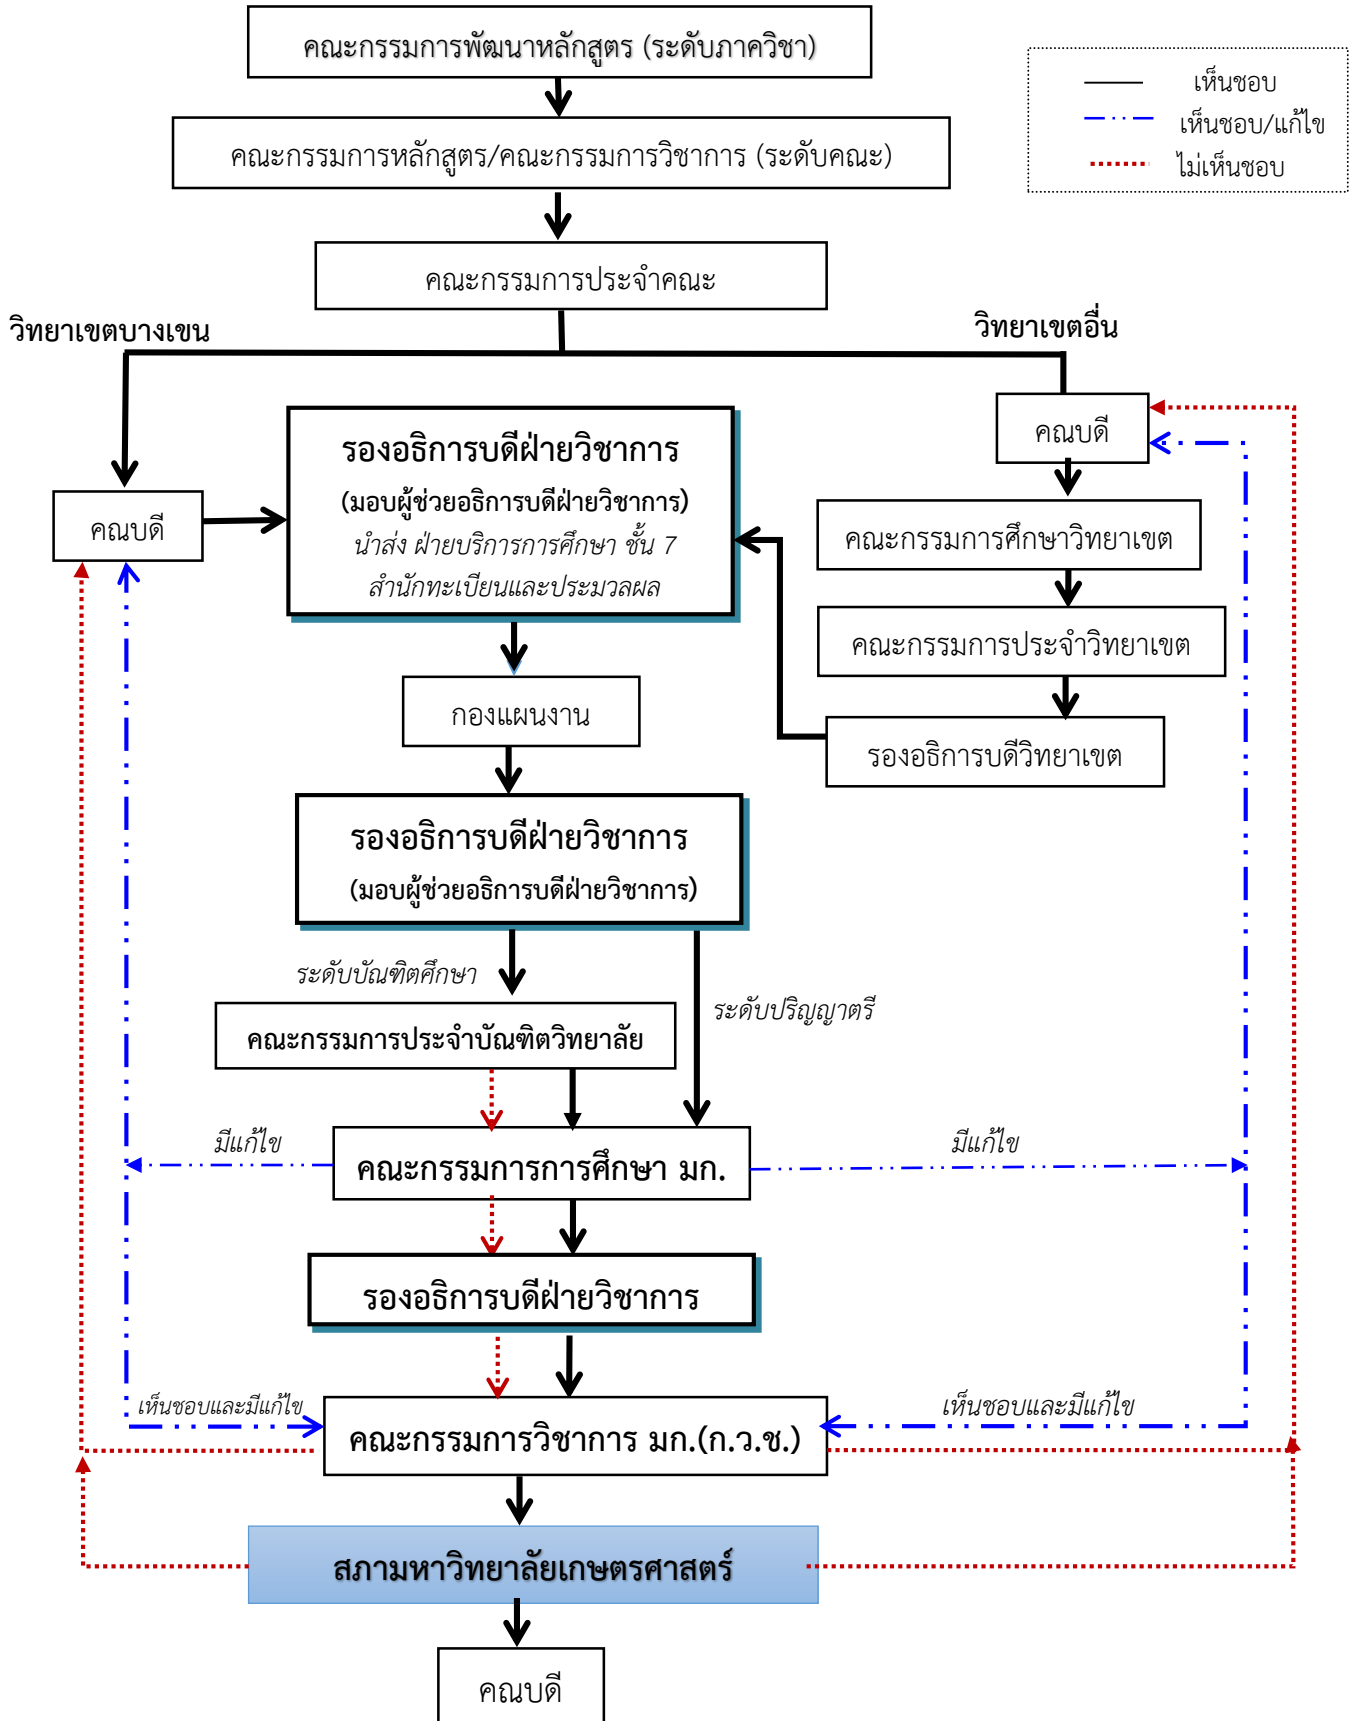 คณะกรรมการพัฒนาหลักสูตร (ระดับภาควิชา)
เห็นชอบ
เห็นชอบ/แก้ไข
ไม่เห็นชอบ
คณะกรรมการหลักสูตร/คณะกรรมการวิชาการ (ระดับคณะ)
คณะกรรมการประจำคณะ
วิทยาเขตบางเขน
วิทยาเขตอื่น
รองอธิการบดีฝ่ายวิชาการ
(มอบผู้ช่วยอธิการบดีฝ่ายวิชาการ)
นำส่ง ฝ่ายบริการการศึกษา ชั้น 7
สำนักทะเบียนและประมวลผล
คณบดี
คณบดี
คณะกรรมการศึกษาวิทยาเขต
คณะกรรมการประจำวิทยาเขต
รองอธิการบดีวิทยาเขต
กองแผนงาน
รองอธิการบดีฝ่ายวิชาการ
(มอบผู้ช่วยอธิการบดีฝ่ายวิชาการ)
ระดับบัณฑิตศึกษา
ระดับปริญญาตรี
คณะกรรมการประจำบัณฑิตวิทยาลัย
มีแก้ไข
คณะกรรมการการศึกษา มก.
มีแก้ไข
รองอธิการบดีฝ่ายวิชาการ
เห็นชอบและมีแก้ไข
เห็นชอบและมีแก้ไข
คณะกรรมการวิชาการ มก.(ก.ว.ช.)
สภามหาวิทยาลัยเกษตรศาสตร์
คณบดี